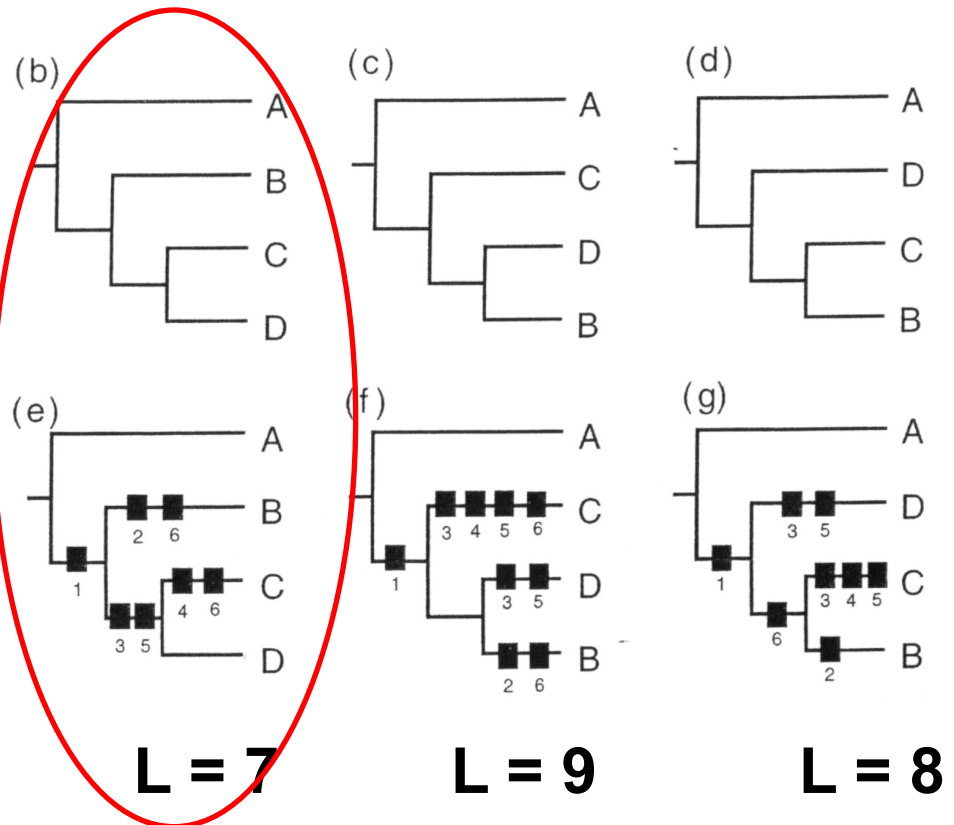 (b) (c) (d)
A A A
B C D
C D C
D B B
(e) (f) (g)
A A A
B C D
2 6 3 4 5 6 3 5
1 1 1
C D C
4 6 3 5 3 4 5
3 5 6
D B B
2 6 2
L = 7 L = 9 L = 8